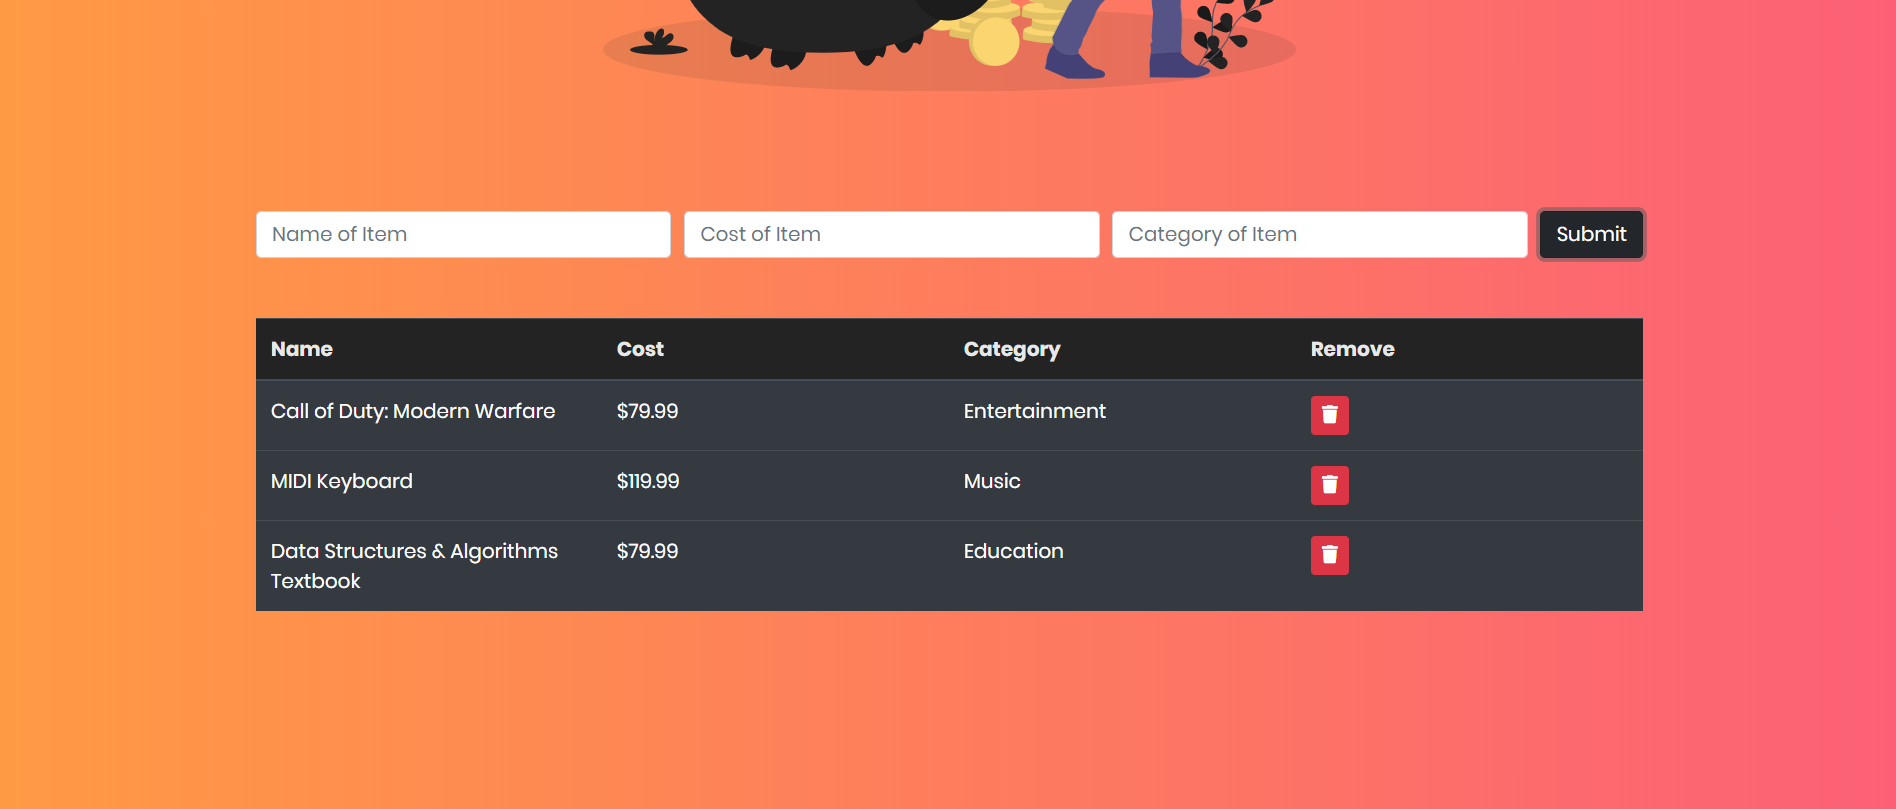 Name of Item Cost of Item Category of Item Submit
Name Cost Category Remove
Call of Duty: Modern Warfare $79.99 Entertainment
MIDI Keyboard $119.99 Music
Data Structures & Algorithms $79.99 Education
Textbook